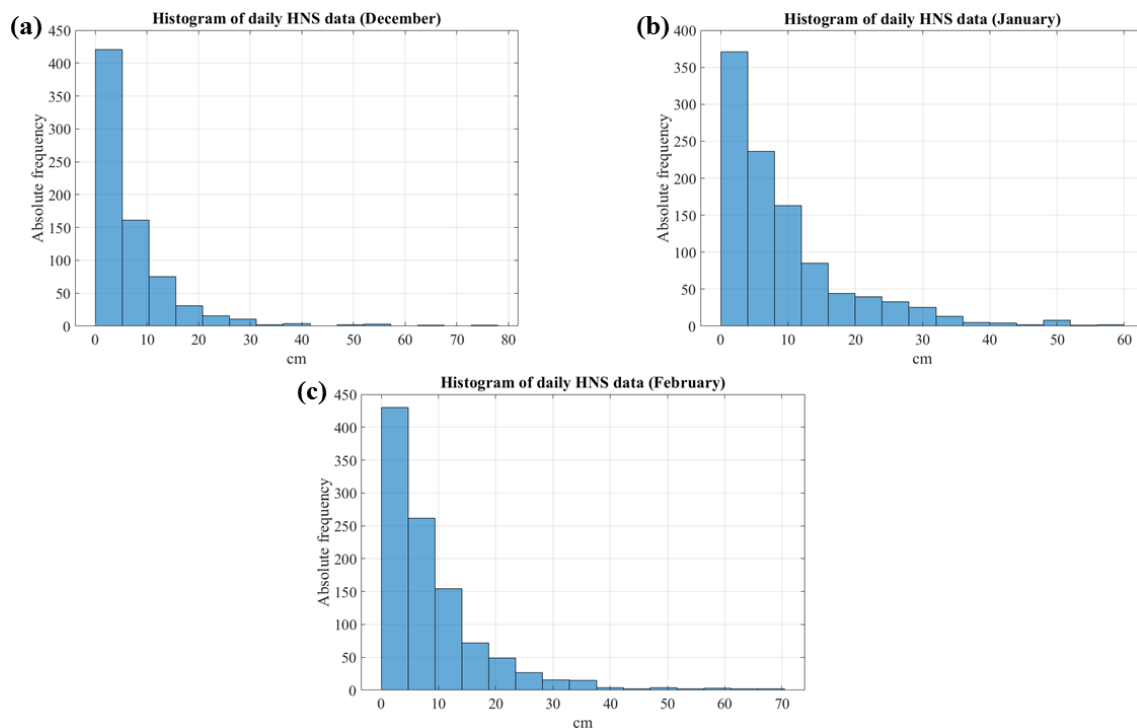 (a)
Histogram of daily HNS data (December)
450
400
350
300
250
200
150
100
50
0
Absolute frequency
0 10 20 30 40 50 60 70 80
cm
(b)
Histogram of daily HNS data (January)
400
350
300
250
200
150
100
50
0
Absolute frequency
0 10 20 30 40 50 60
cm
(c)
Histogram of daily HNS data (February)
450
400
350
300
450
200
150
100
50
0
Absolute frequency
0 10 20 30 40 50 60 70
cm